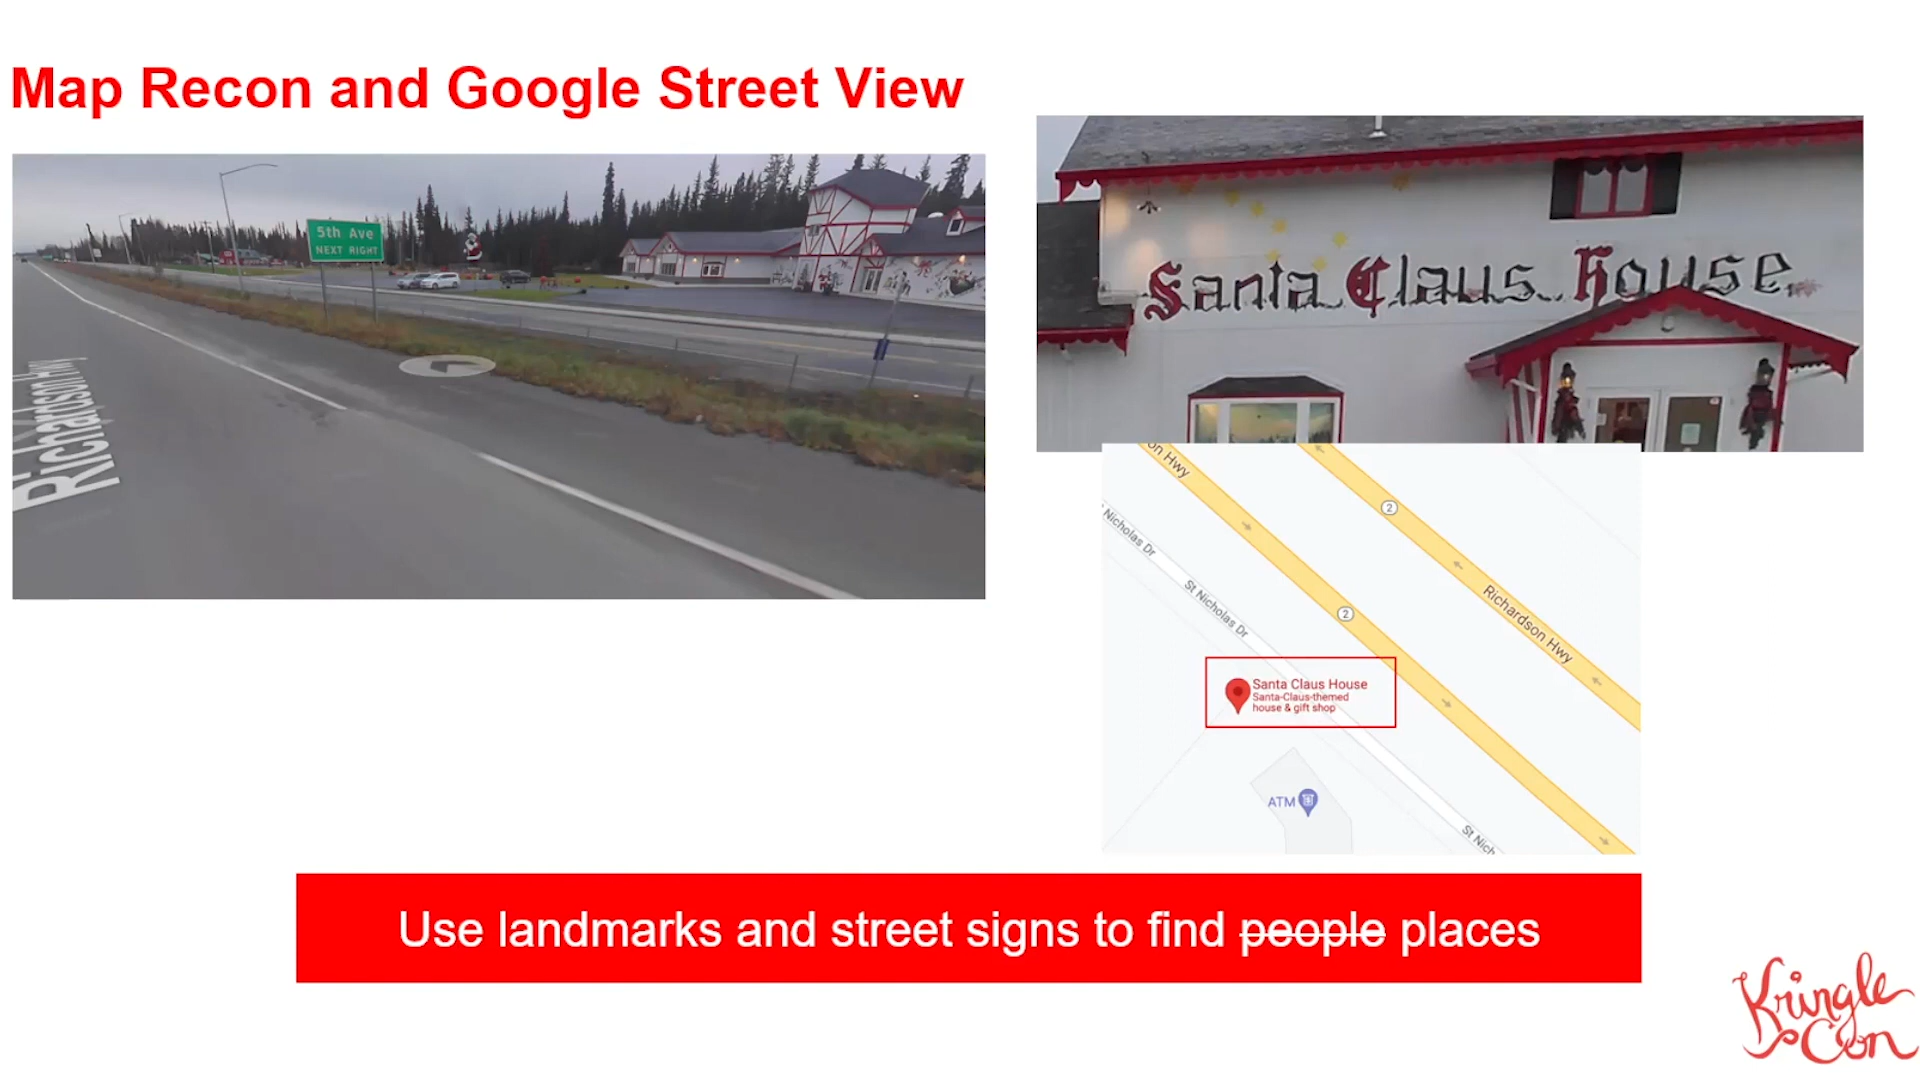 Map Recon and Google Street View
5th Ave
NEXT RIGHT
Richardson Hwy
Santa Claus House
on Hwy
2
Nicholas Dr
St Nicholas Dr
2
Richardson Hwy
Santa Claus House
Santa-Claus-themed
house & gift shop
ATM
St Nich
Use landmarks and street signs to find people places
Kringle
Con